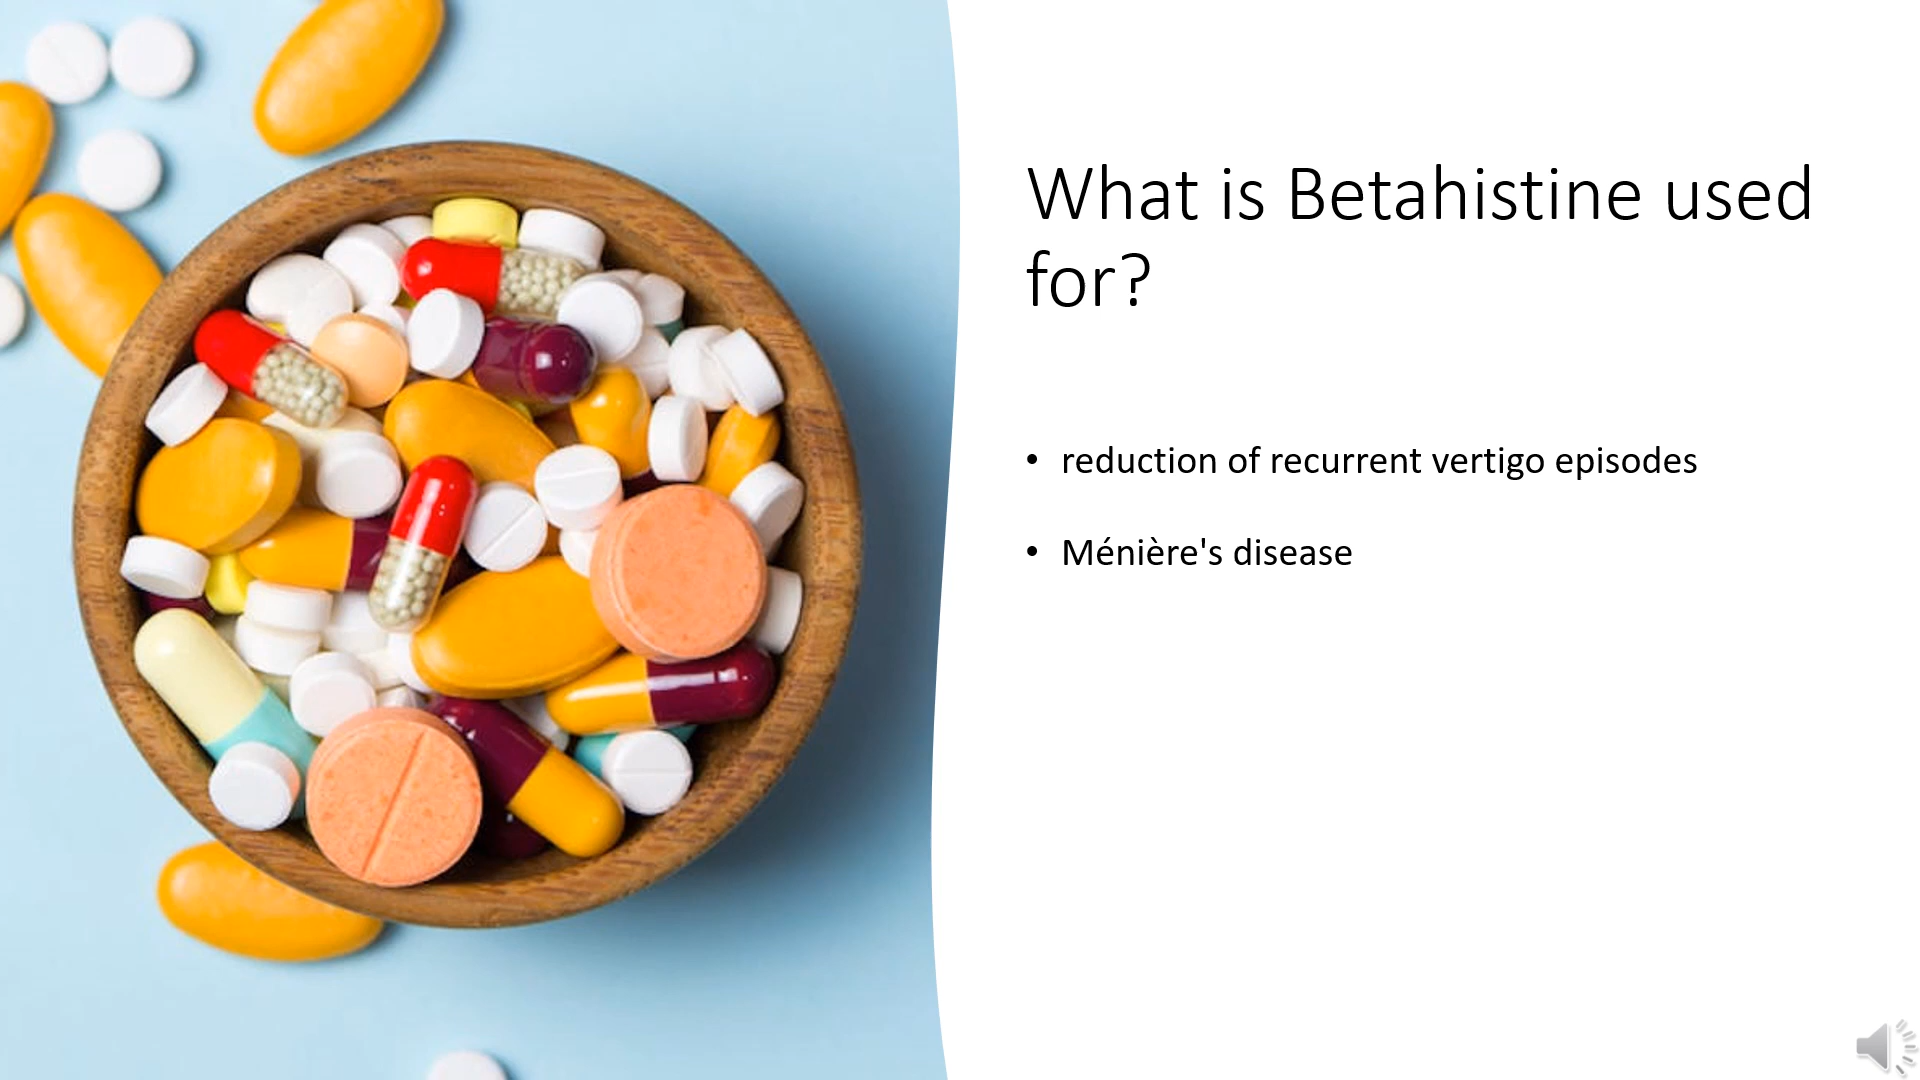 What is Betahistine used
for?
• reduction of recurrent vertigo episodes
• Ménière's disease